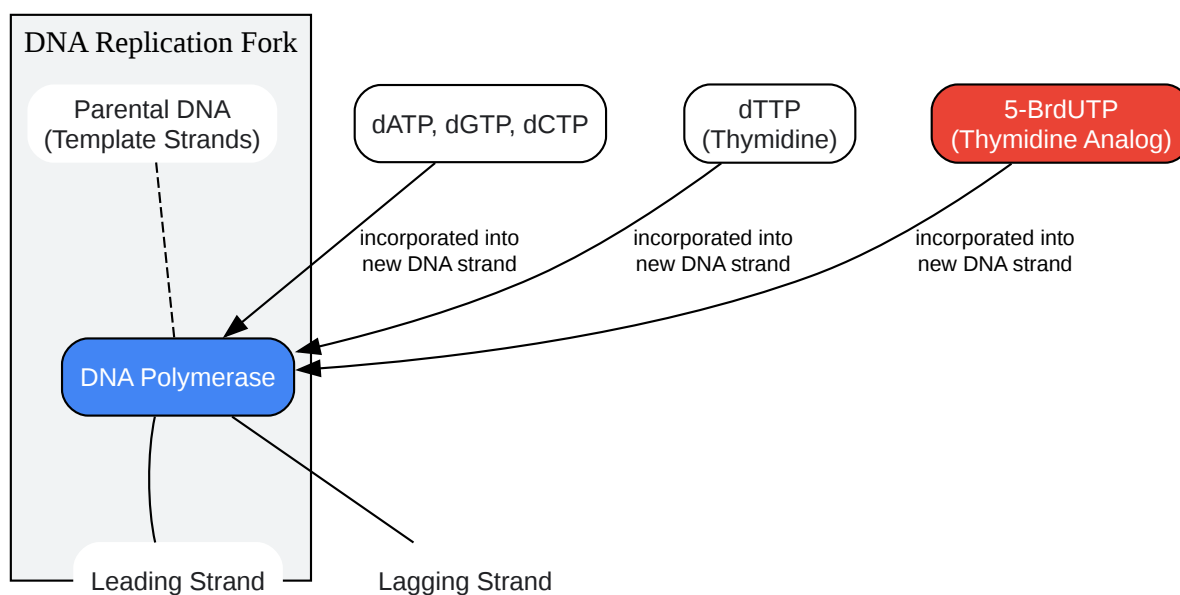 DNA Replication Fork
Parental DNA
(Template Strands)
dATP, dGTP, dCTP
dTTP
(Thymidine)
5-BrdUTP
(Thymidine Analog)
incorporated into
new DNA strand
incorporated into
new DNA strand
incorporated into
new DNA strand
DNA Polymerase
Leading Strand
Lagging Strand